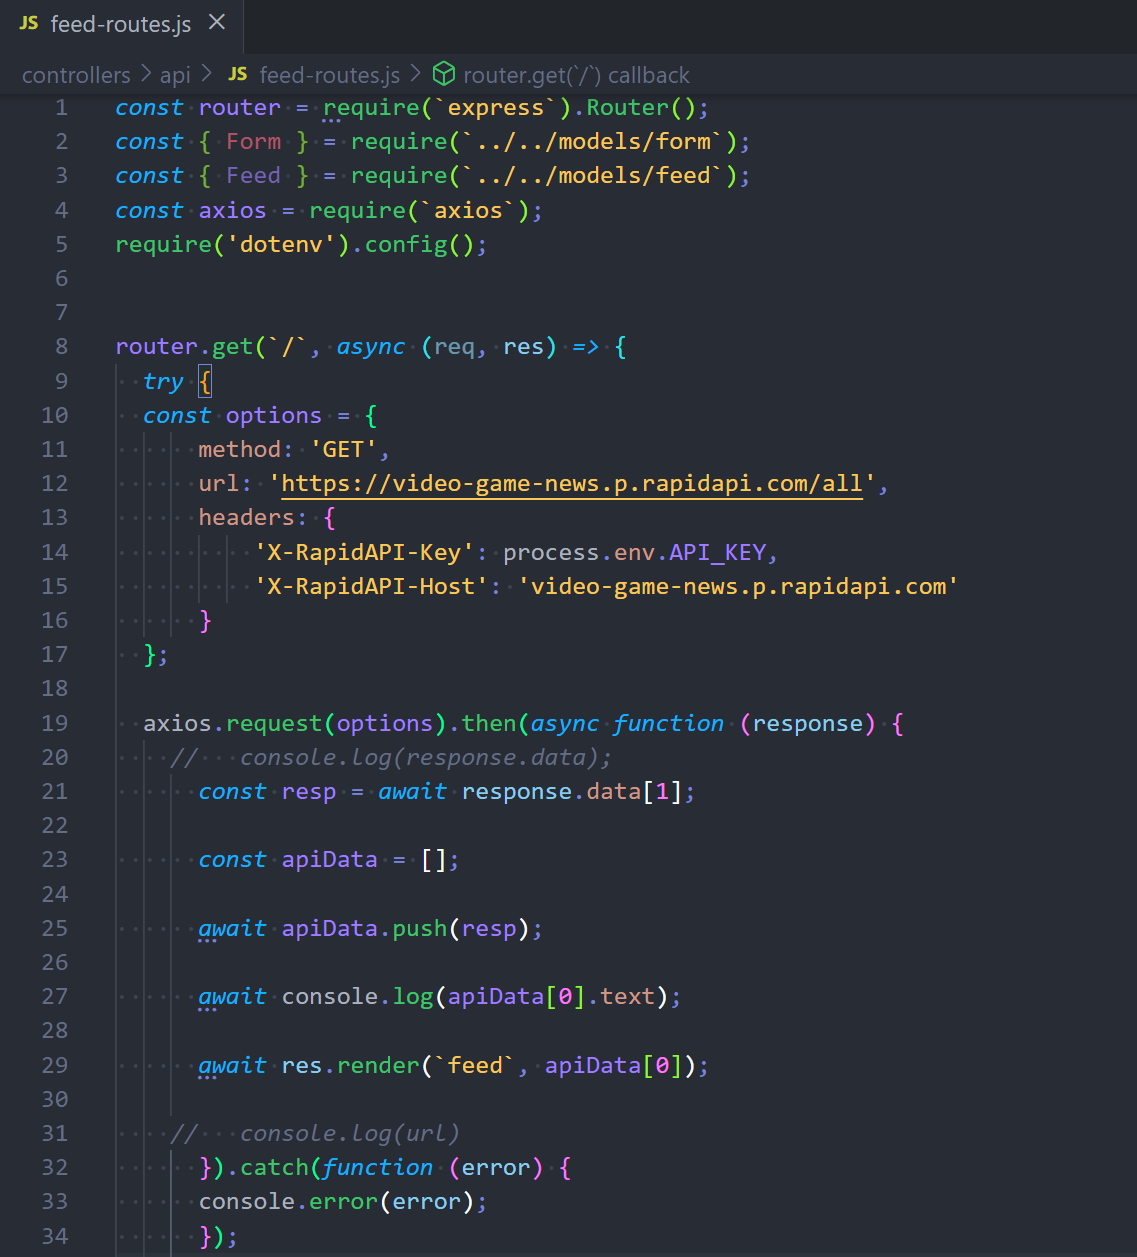 JS feed-routes.js ×
controllers > api > JS feed-routes.js > router.get(`/`) callback
1 const router = require(`express`).Router();
2 const { Form } = require(`../../models/form`);
3 const { Feed } = require(`../../models/feed`);
4 const axios = require(`axios`);
5 require('dotenv').config();
6
7
8 router.get(`/`, async (req, res) => {
9   try {
10   const options = {
11       method: 'GET',
12       url: 'https://video-game-news.p.rapidapi.com/all',
13       headers: {
14           'X-RapidAPI-Key': process.env.API_KEY,
15           'X-RapidAPI-Host': 'video-game-news.p.rapidapi.com'
16       }
17   };
18
19   axios.request(options).then(async function (response) {
20     //   console.log(response.data);
21       const resp = await response.data[1];
22
23       const apiData = [];
24
25       await apiData.push(resp);
26
27       await console.log(apiData[0].text);
28
29       await res.render(`feed`, apiData[0]);
30
31     //   console.log(url)
32       }).catch(function (error) {
33       console.error(error);
34       });